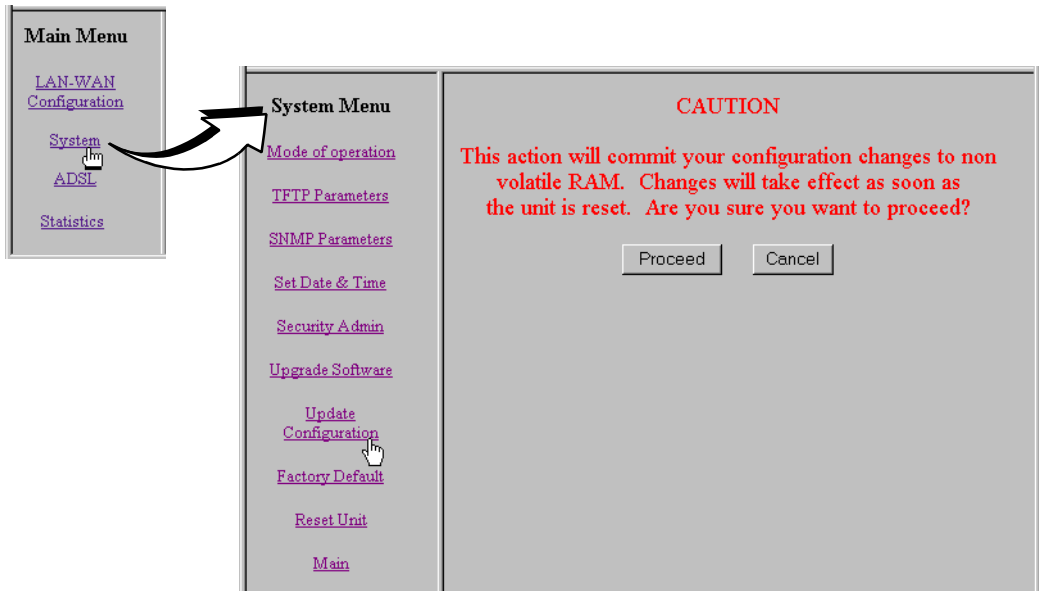 Main Menu
LAN-WAN
Configuration
System
ADSL
Statistics
System Menu
Mode of operation
TFTP Parameters
SNMP Parameters
Set Date & Time
Security Admin
Upgrade Software
Update
Configuration
Factory Default
Reset Unit
Main
CAUTION
This action will commit your configuration changes to non
volatile RAM. Changes will take effect as soon as
the unit is reset. Are you sure you want to proceed?
Proceed Cancel